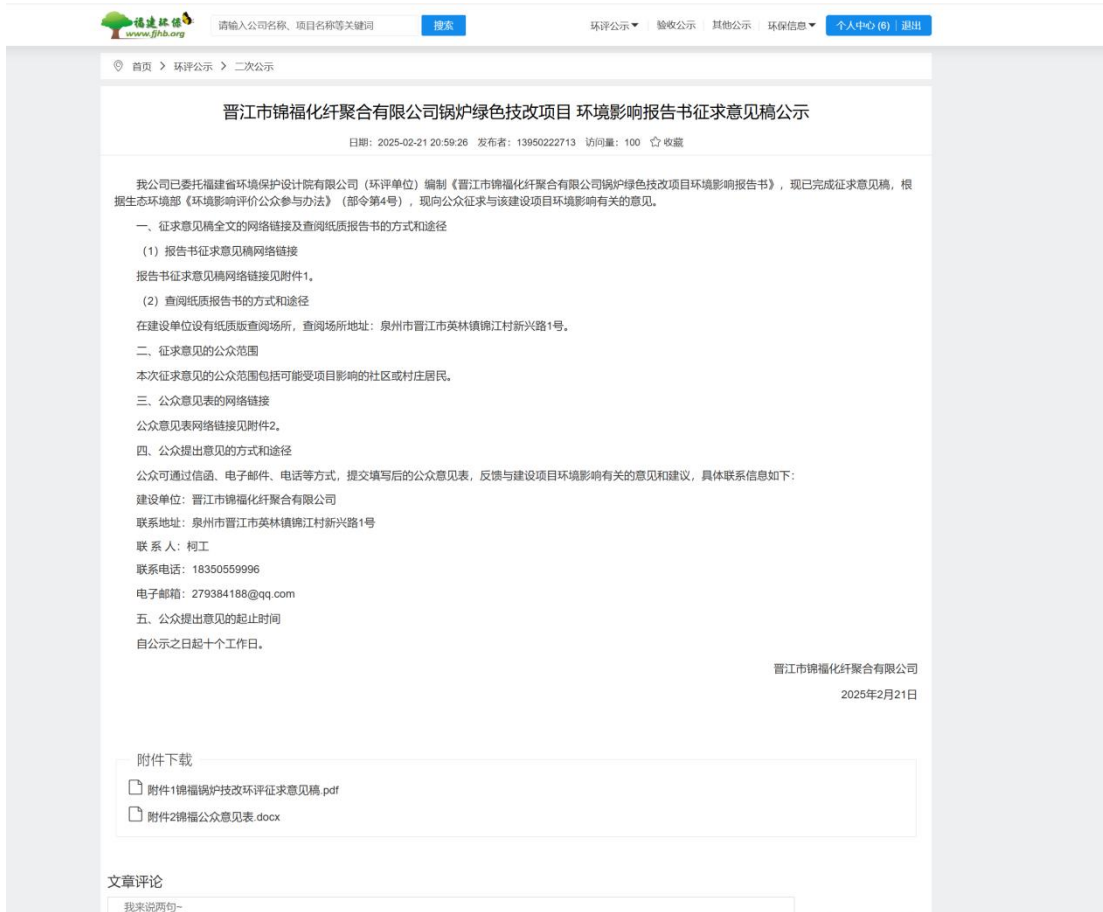 福建环保
www.fjhb.org
请输入公司名称、项目名称等关键词
搜索
环评公示 验收公示 其他公示 环保信息 个人中心 (6) | 退出
首页 > 环评公示 > 二次公示
晋江市锦福化纤聚合有限公司锅炉绿色技改项目 环境影响报告书征求意见稿公示
日期：2025-02-21 20:59:26 发布者：13950222713 访问量：100 收藏
我公司已委托福建省环境保护设计院有限公司（环评单位）编制《晋江市锦福化纤聚合有限公司锅炉绿色技改项目环境影响报告书》，现已完成征求意见稿，根
据生态环境部《环境影响评价公众参与办法》（部令第4号），现向公众征求与该建设项目环境影响有关的意见。
一、征求意见稿全文的网络链接及查阅纸质报告书的方式和途径
（1）报告书征求意见稿网络链接
报告书征求意见稿网络链接见附件1。
（2）查阅纸质报告书的方式和途径
在建设单位设有纸质版查阅场所，查阅场所地址：泉州市晋江市英林镇锦江村新兴路1号。
二、征求意见的公众范围
本次征求意见的公众范围包括可能受项目影响的社区或村庄居民。
三、公众意见表的网络链接
公众意见表网络链接见附件2。
四、公众提出意见的方式和途径
公众可通过信函、电子邮件、电话等方式，提交填写后的公众意见表，反馈与建设项目环境影响有关的意见和建议，具体联系信息如下：
建设单位：晋江市锦福化纤聚合有限公司
联系地址：泉州市晋江市英林镇锦江村新兴路1号
联 系 人：柯工
联系电话：18350559996
电子邮箱：279384188@qq.com
五、公众提出意见的起止时间
自公示之日起十个工作日。
晋江市锦福化纤聚合有限公司
2025年2月21日
附件下载
附件1锦福锅炉技改环评征求意见稿.pdf
附件2锦福公众意见表.docx
文章评论
我来说两句~